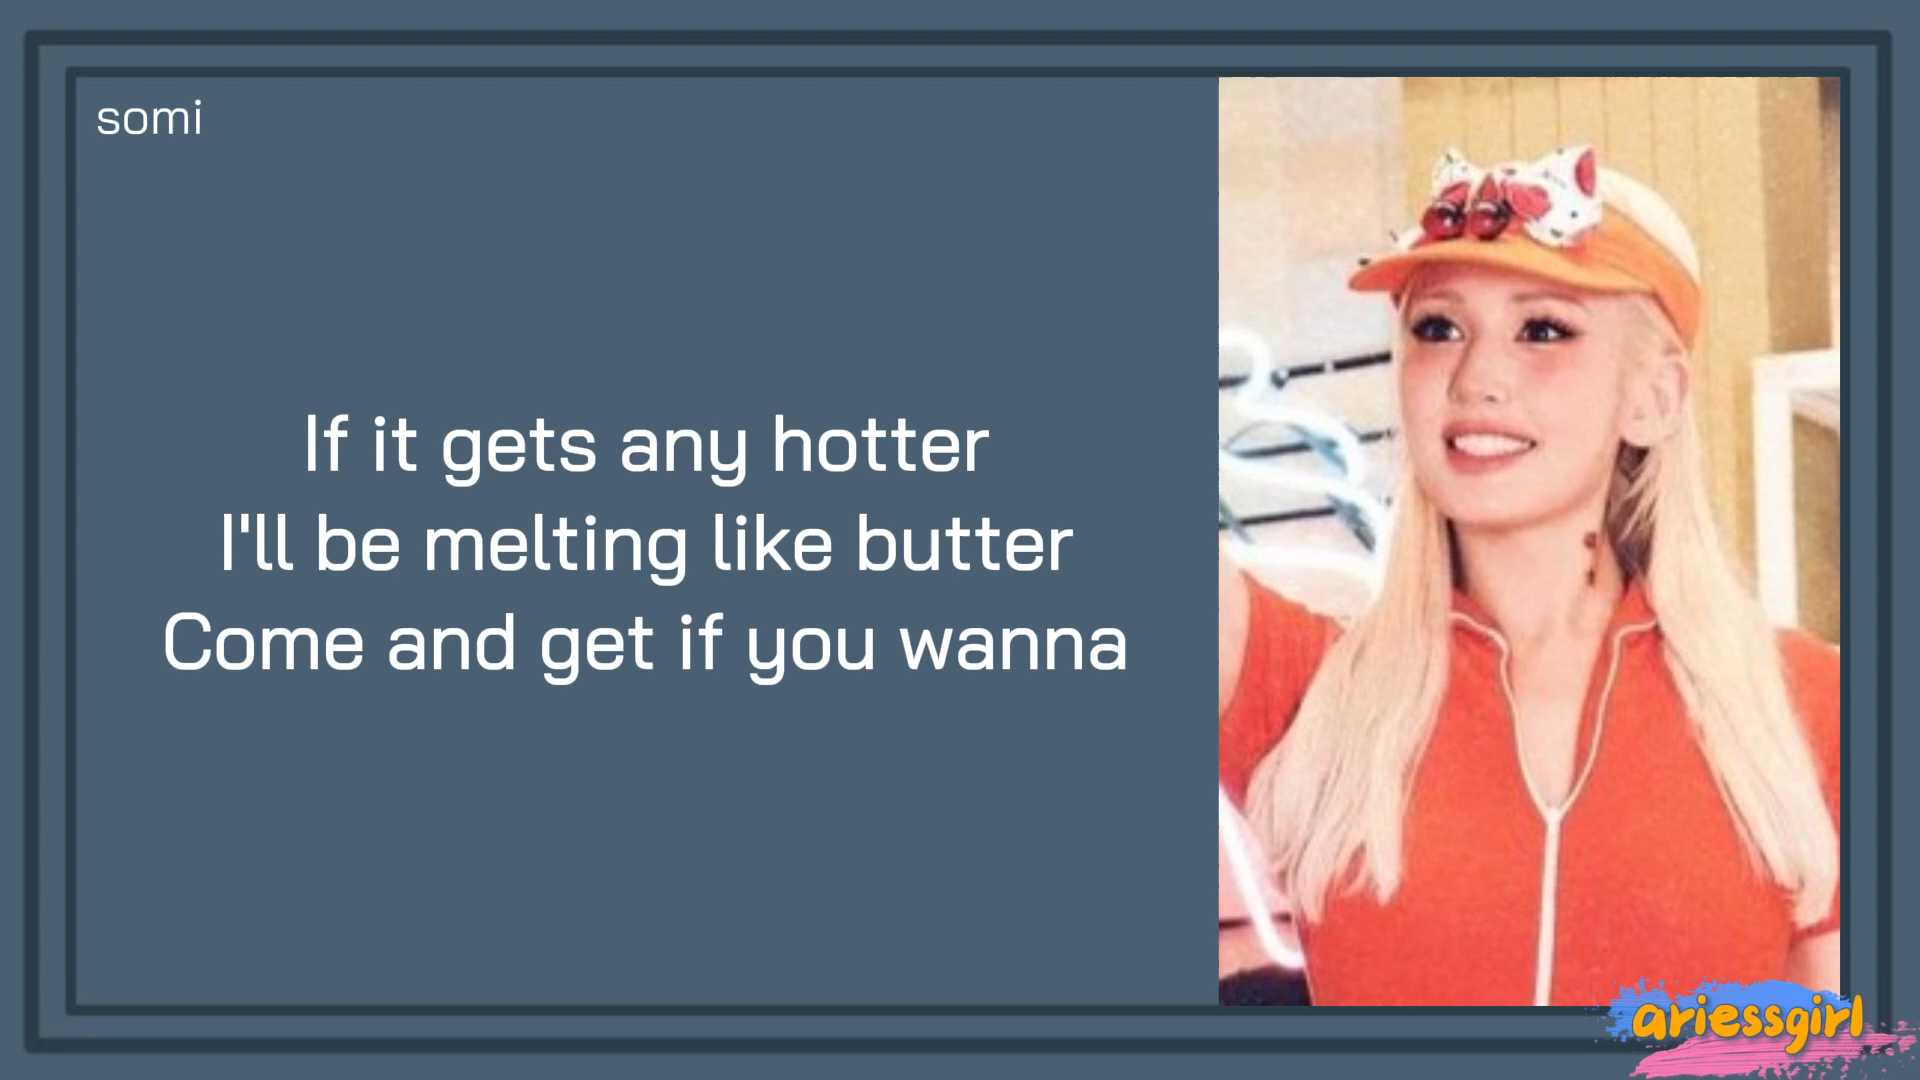 somi
If it gets any hotter
I'll be melting like butter
Come and get if you wanna
ariessgirl